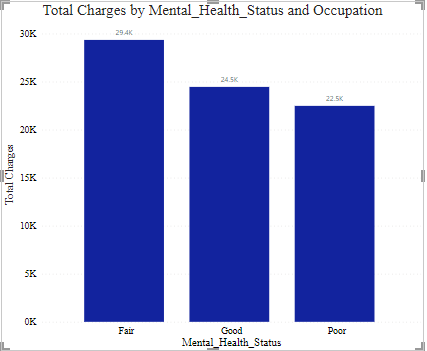 Total Charges by Mental_Health_Status and Occupation
30K
25K
20K
15K
10K
5K
0K
Total Charges
29.4K
24.5K
22.5K
Fair
Good
Poor
Mental_Health_Status